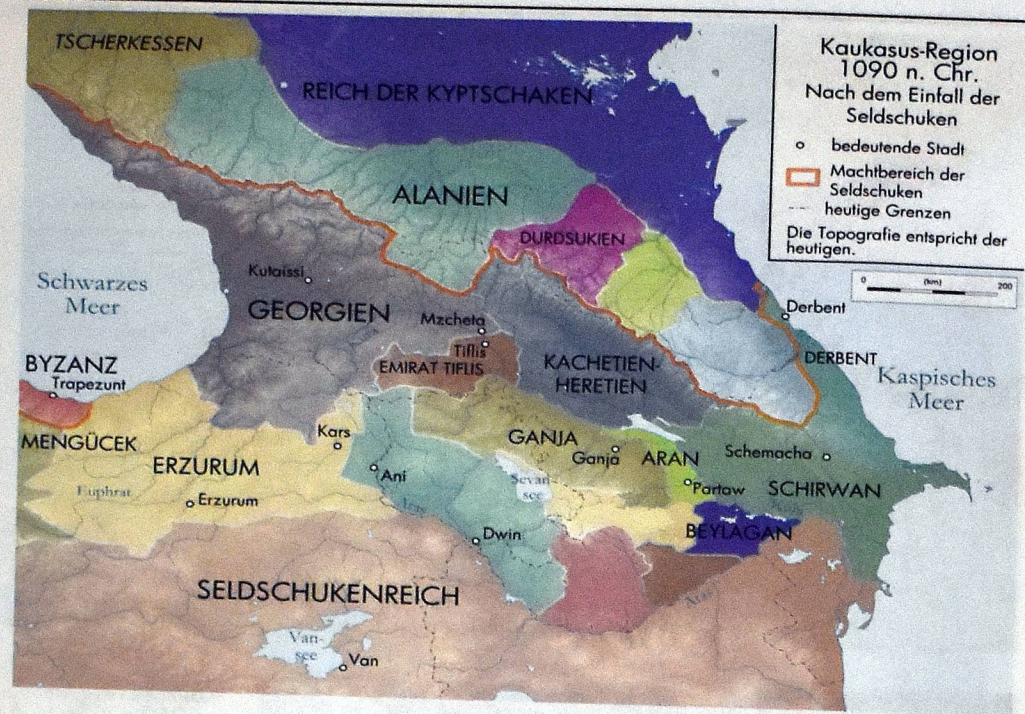 Kaukasus-Region
1090 n. Chr.
Nach dem Einfall der
Seldschuken
bedeutende Stadt
Machtbereich der
Seldschuken
heutige Grenzen
Die Topografie entspricht der
heutigen.
0 (km) 200
TSCHERKESSEN
REICH DER KYPTSCHAKEN
ALANIEN
DURDSUKIEN
Schwarzes
Meer
Kutaissi
GEORGIEN
Mzcheta
Tiflis
EMIRAT TIFLIS
KACHETIEN-
HERETIEN
Derbent
DERBENT
Kaspisches
Meer
BYZANZ
Trapezunt
MENGÜCEK
ERZURUM
Euphrat
Erzurum
Kars
Ani
GANJA
Ganja
ARAN
Schemacha
Partaw
SCHIRWAN
Sevan-
see
Dwin
BEYLAGAN
SELDSCHUKENREICH
Van-
see
Van